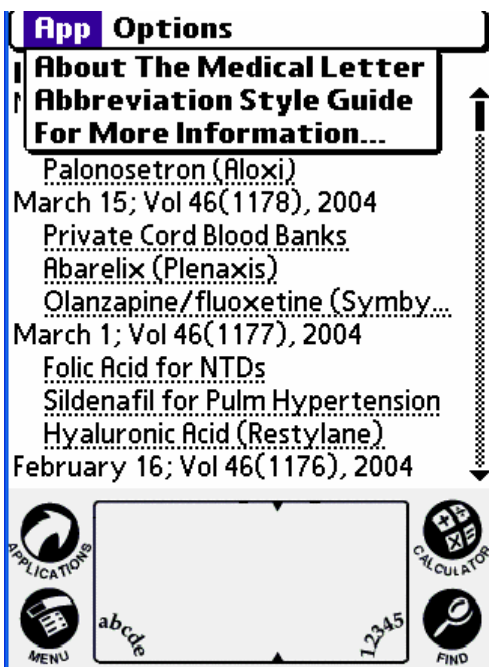 App Options
About The Medical Letter
Abbreviation Style Guide
For More Information...
Palonosetron (Aloxi)
March 15; Vol 46(1178), 2004
Private Cord Blood Banks
Abarelix (Plenaxis)
Olanzapine/fluoxetine (Symby...
March 1; Vol 46(1177), 2004
Folic Acid for NTDs
Sildenafil for Pulm Hypertension
Hyaluronic Acid (Restylane)
February 16; Vol 46(1176), 2004
APPLICATIONS
CALCULATOR
abcde
12345
MENU
FIND